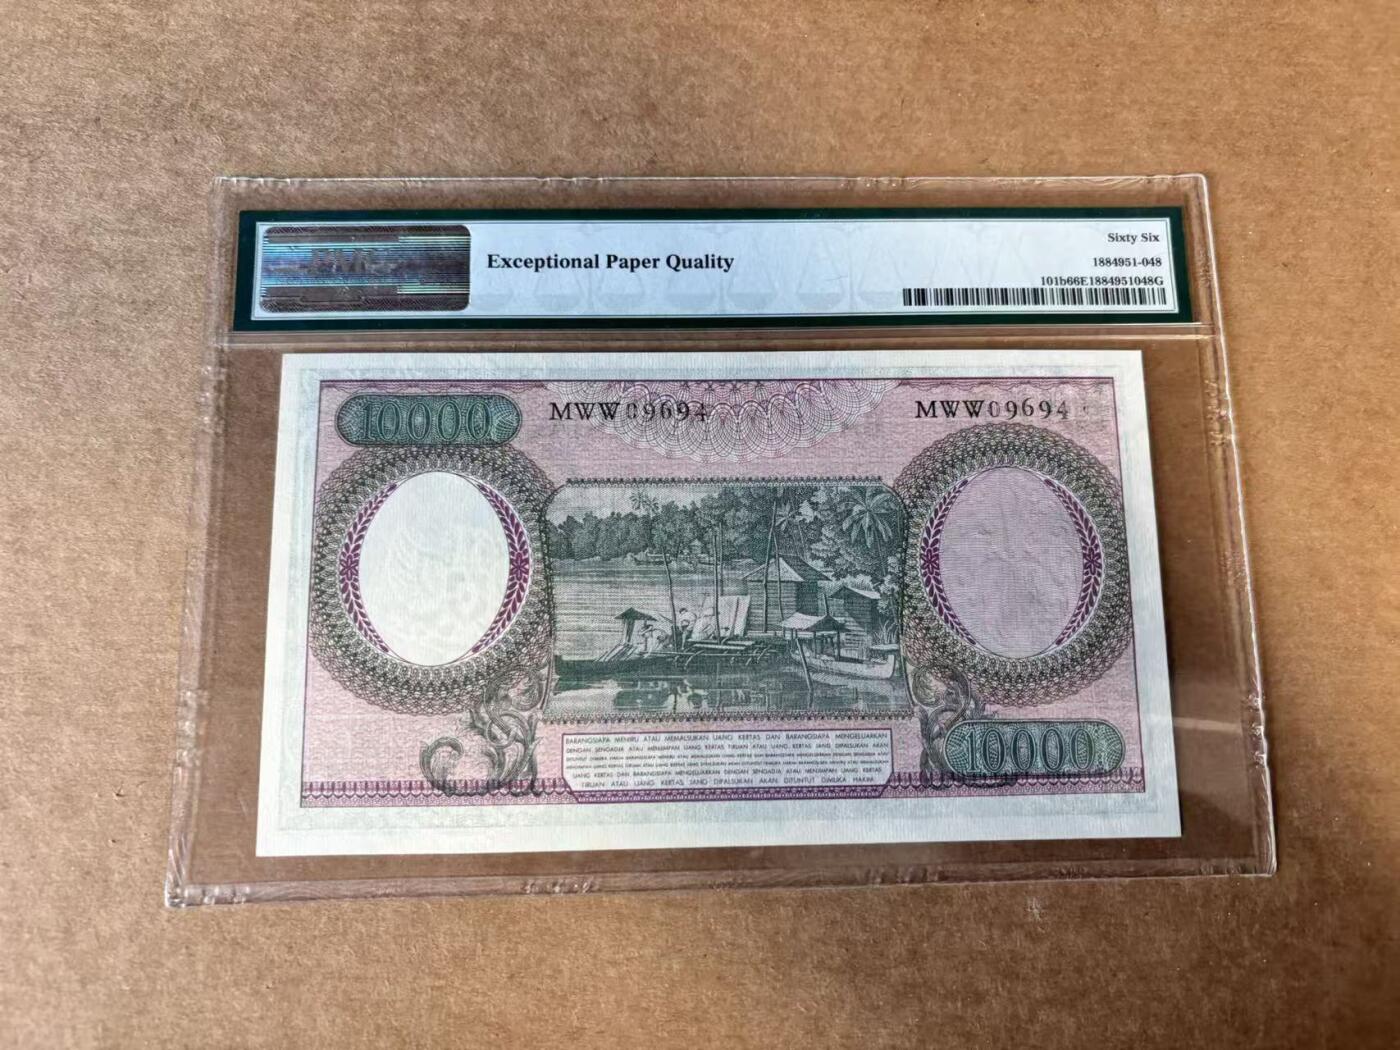 PMG
Exceptional Paper Quality
Sixty Six
1884951-048
101b66E1884951048G
10000
MWW09694
MWW09694
BARANGSIAPA MENIRU ATAU MEMALSUKAN UANG KERTAS DAN BARANGSIAPA MENGELUARKAN
DENGAN SENGADJA ATAU MENJIMPAN UANG KERTAS TIRUAN ATAU UANG KERTAS JANG DIPALSUKAN AKAN
UANG KERTAS DAN BARANGSIAPA MENGELUARKAN DENGAN SENGADJA ATAU MENJIMPAN UANG KERTAS
TIRUAN ATAU UANG KERTAS JANG DIPALSUKAN AKAN DITUNTUT DIMUKA HAKIM
10000